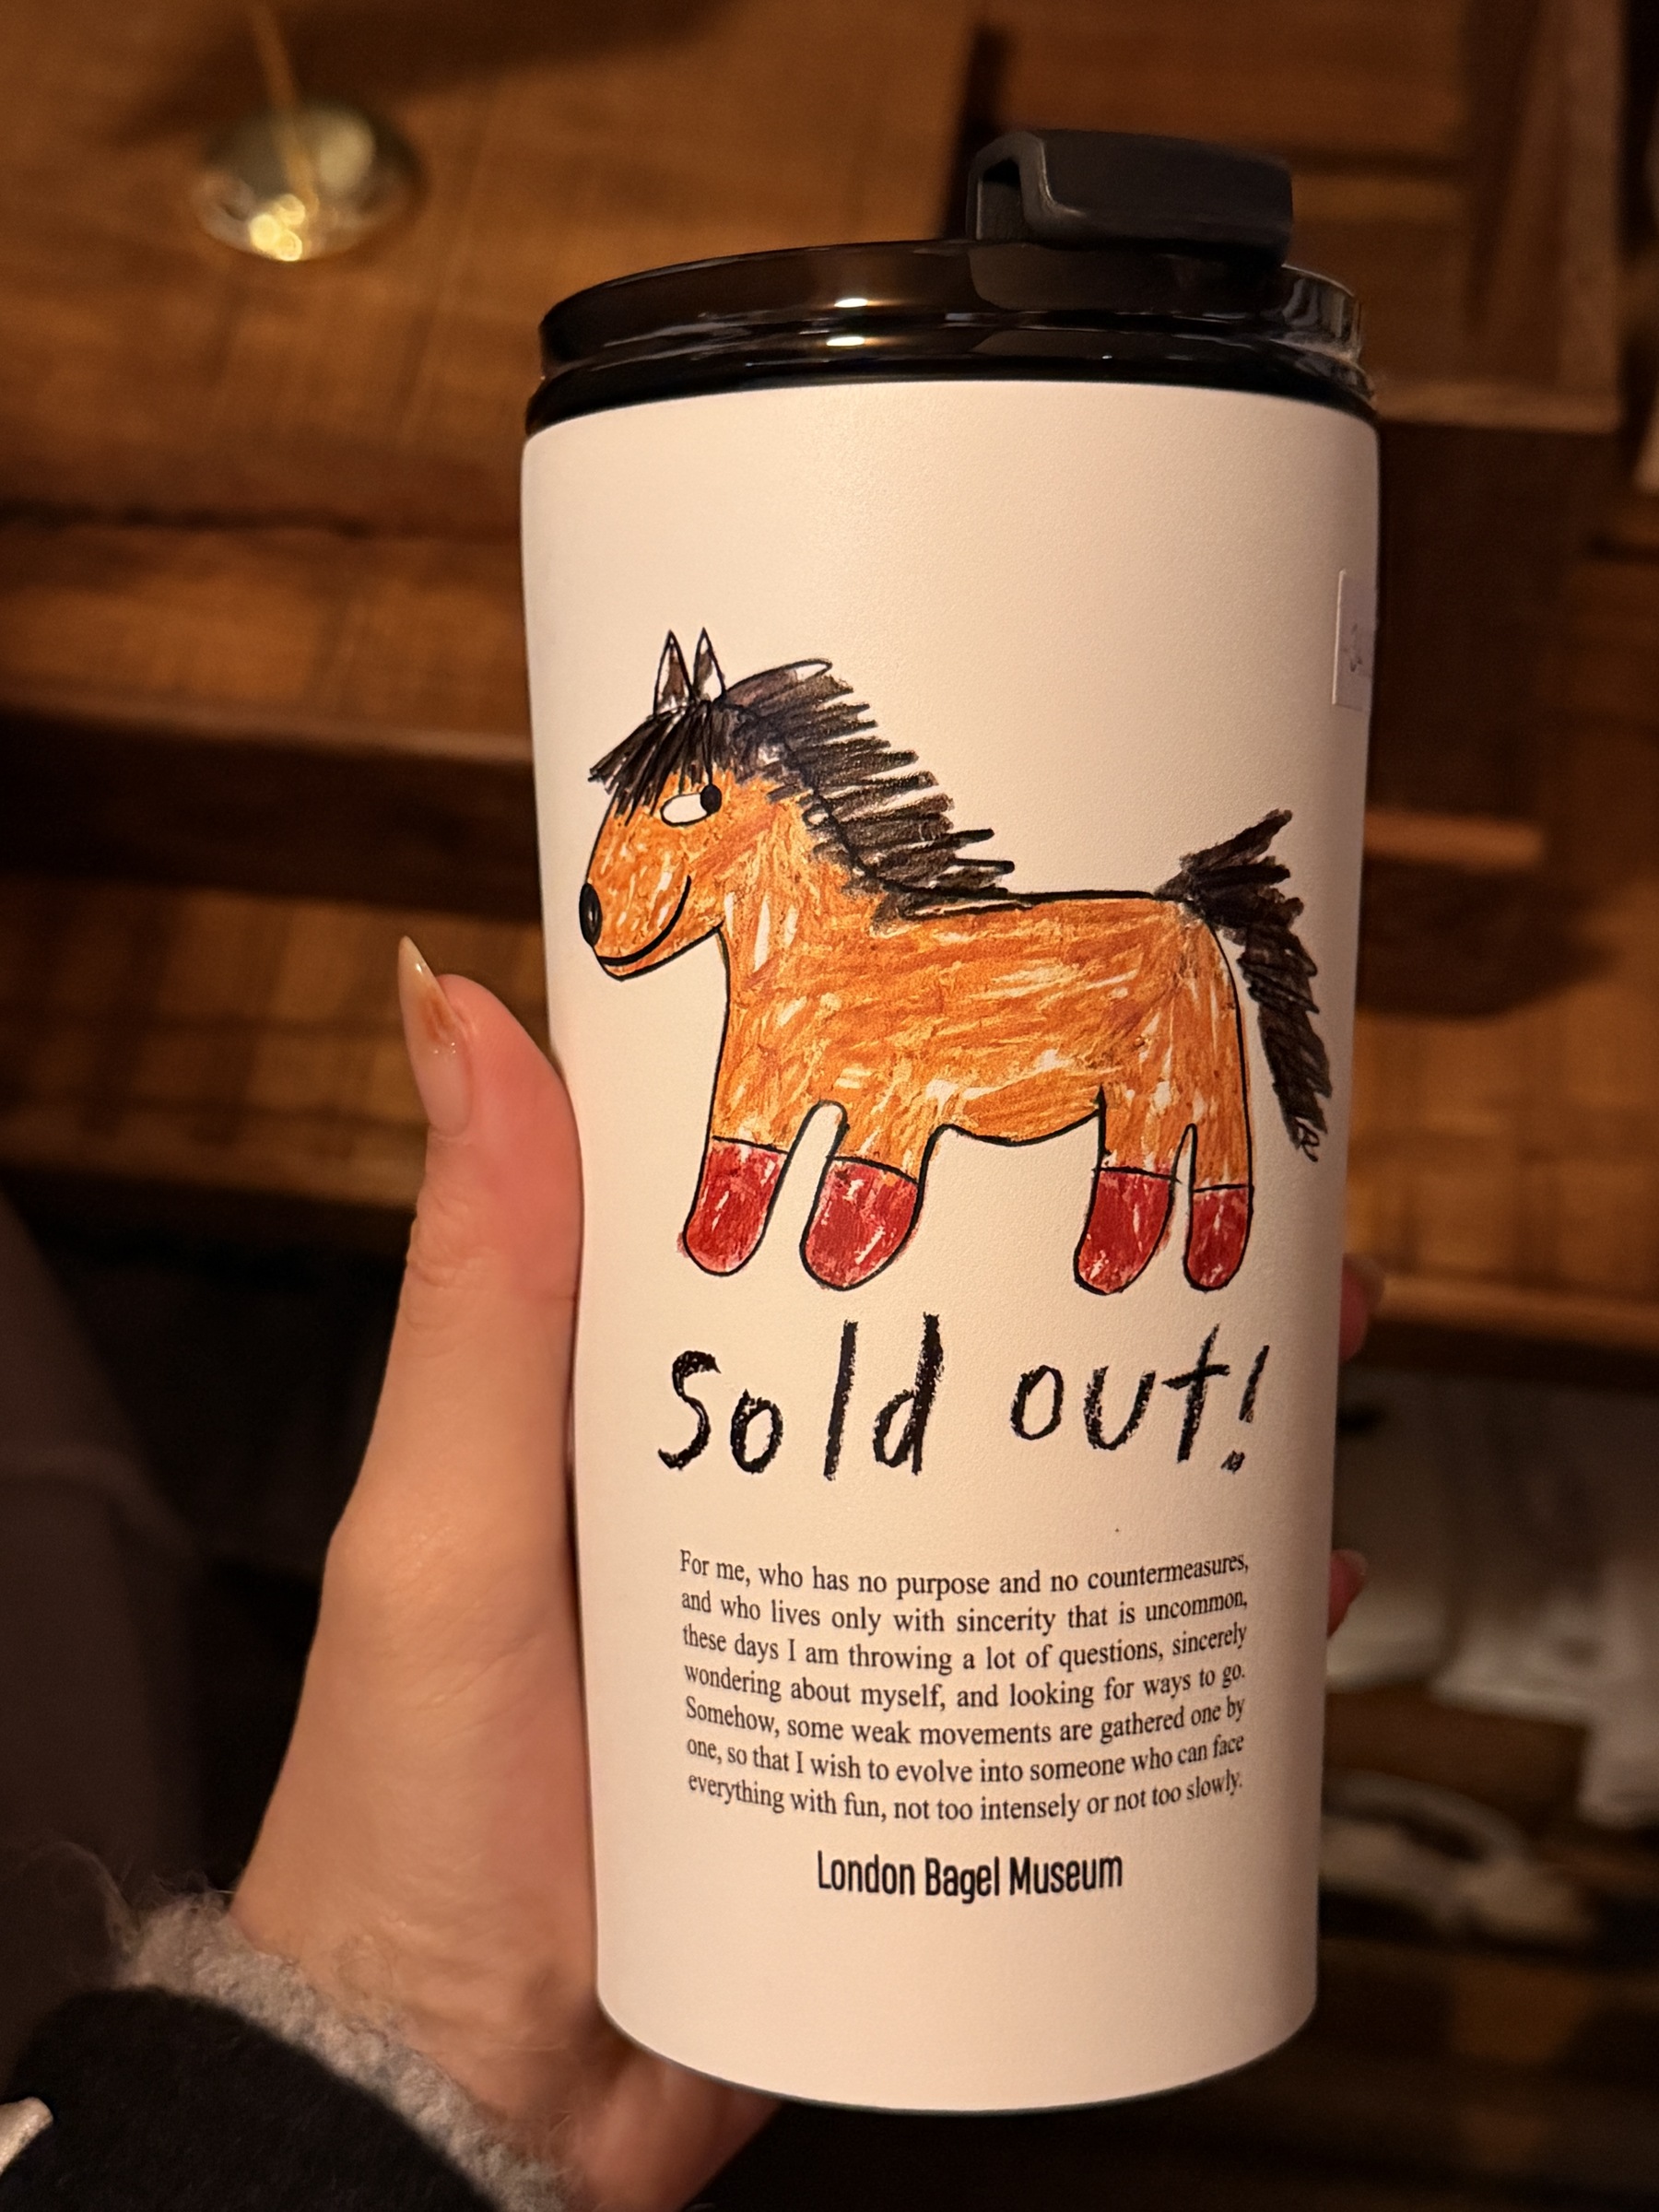 Sold out!
For me, who has no purpose and no countermeasures,
and who lives only with sincerity that is uncommon,
these days I am throwing a lot of questions, sincerely
wondering about myself, and looking for ways to go.
Somehow, some weak movements are gathered one by
one, so that I wish to evolve into someone who can face
everything with fun, not too intensely or not too slowly.
London Bagel Museum